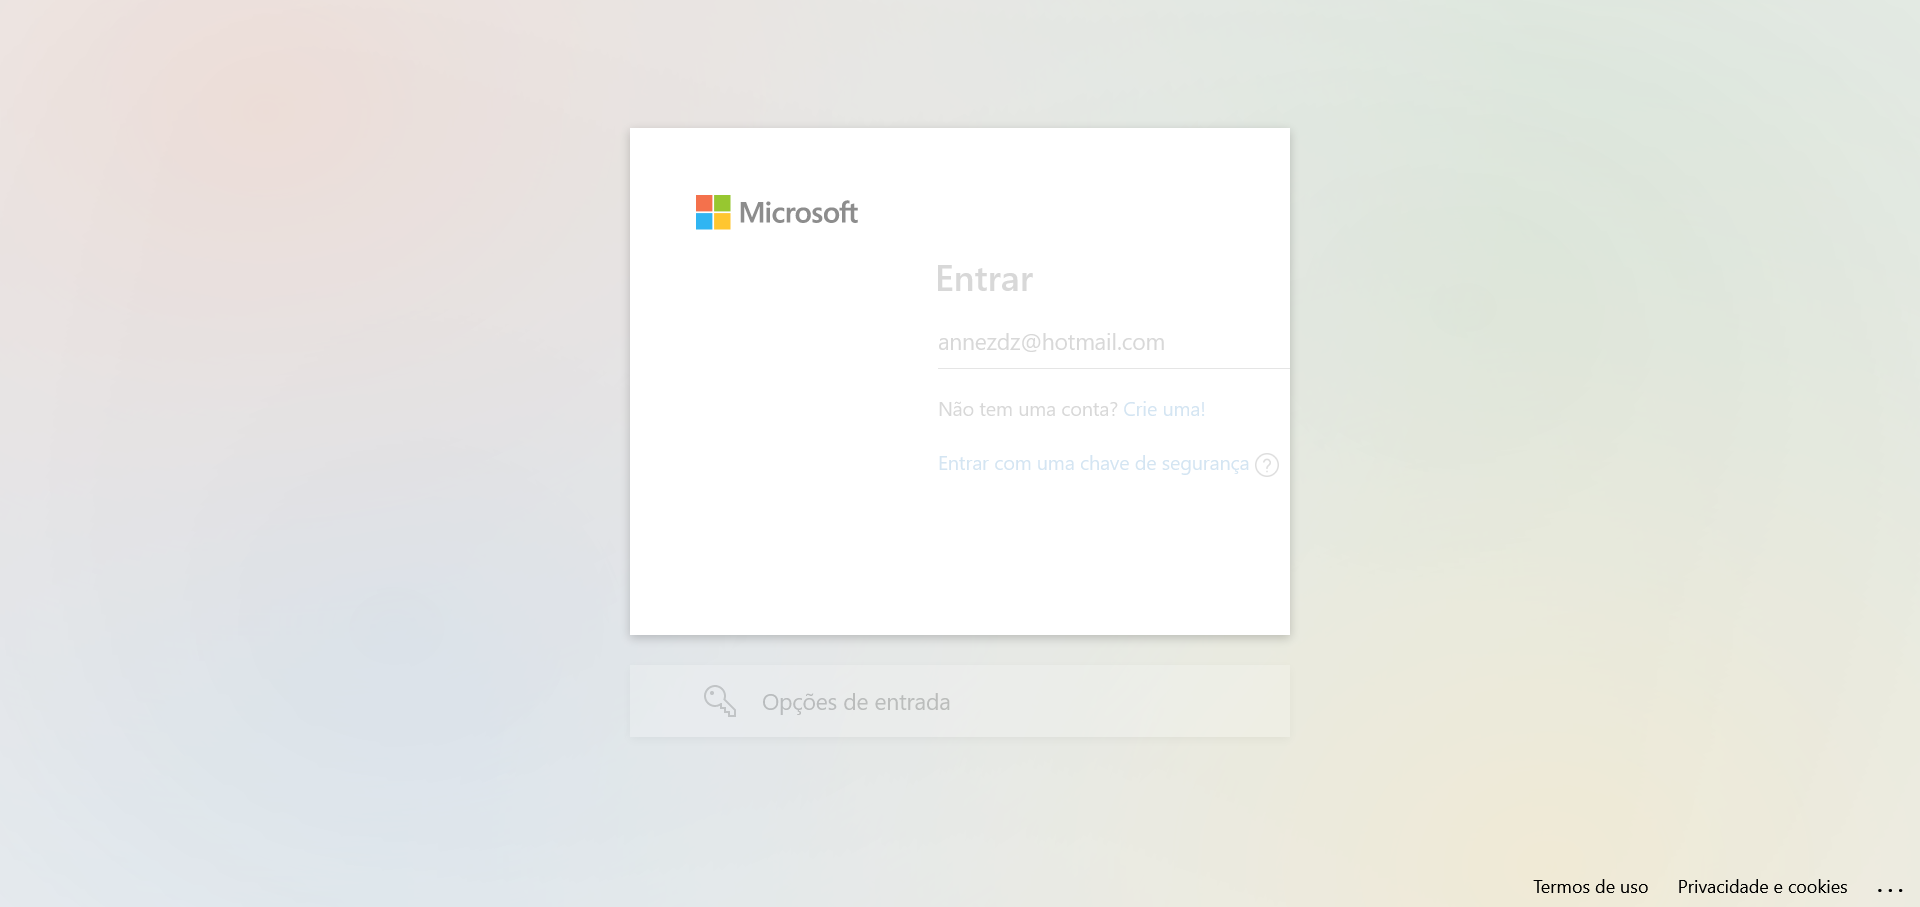 Microsoft
Entrar
annezdz@hotmail.com
Não tem uma conta? Crie uma!
Entrar com uma chave de segurança ?
Opções de entrada
Termos de uso Privacidade e cookies ...